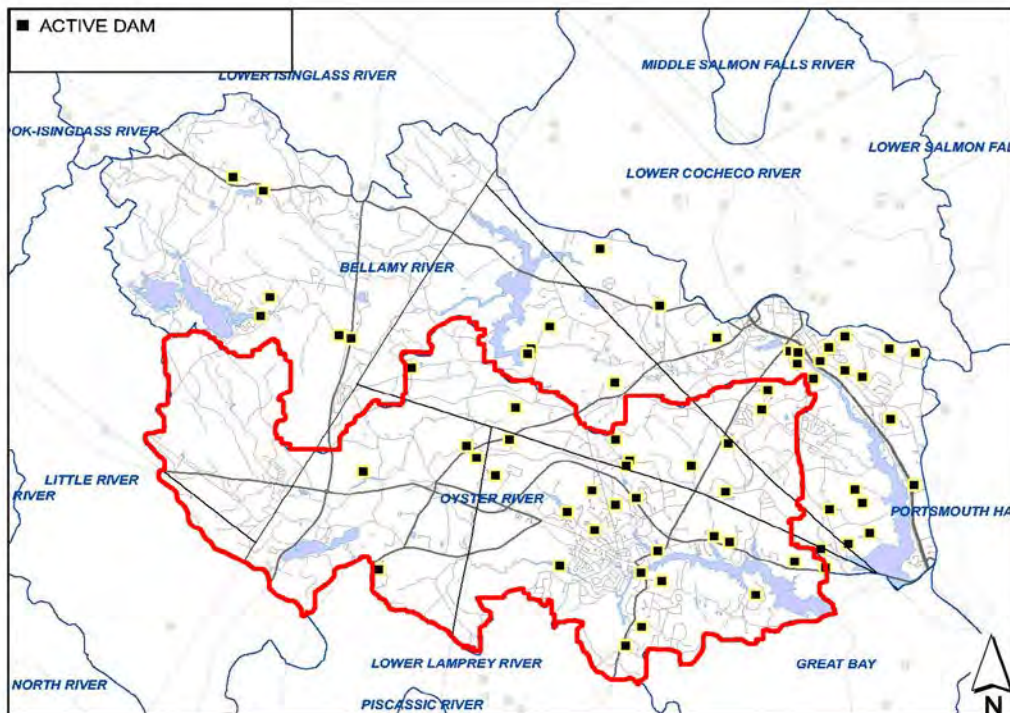 ACTIVE DAM
LOWER ISINGLASS RIVER
MIDDLE SALMON FALLS RIVER
OOK-ISINGLASS RIVER
LOWER SALMON FAL
LOWER COCHECO RIVER
BELLAMY RIVER
LITTLE RIVER
RIVER
OYSTER RIVER
PORTSMOUTH HA
LOWER LAMPREY RIVER
GREAT BAY
NORTH RIVER
PISCASSIC RIVER
N